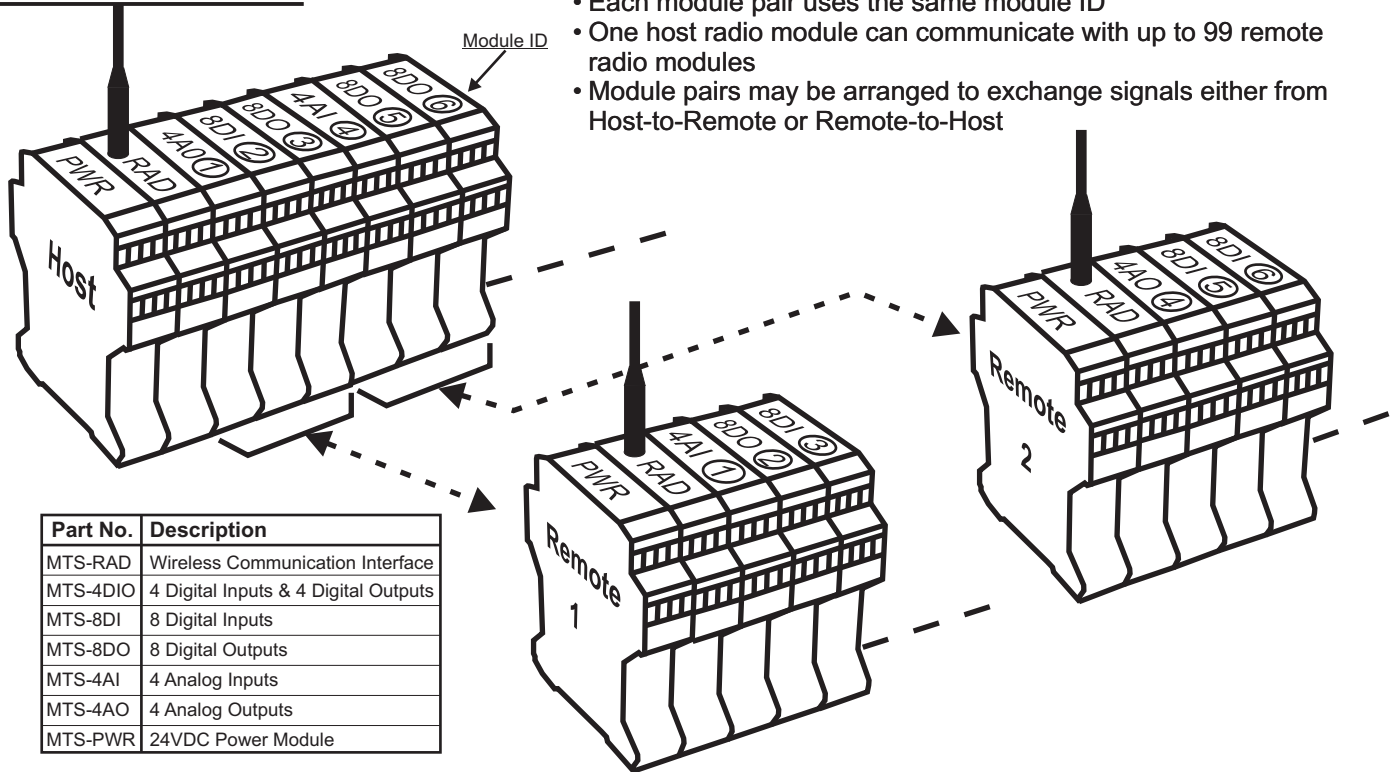 • Each module pair uses the same module ID
• One host radio module can communicate with up to 99 remote
radio modules
• Module pairs may be arranged to exchange signals either from
Host-to-Remote or Remote-to-Host
Module ID
PWR
RAD
4A0 1
8DI 2
8DO 3
4AI 4
8DO 5
8DO 6
Host
PWR
RAD
4AO 4
8DI 5
8DI 6
Remote
2
PWR
RAD
4AI 1
8DO 2
8DI 3
Remote
1
Part No. Description
MTS-RAD Wireless Communication Interface
MTS-4DIO 4 Digital Inputs & 4 Digital Outputs
MTS-8DI 8 Digital Inputs
MTS-8DO 8 Digital Outputs
MTS-4AI 4 Analog Inputs
MTS-4AO 4 Analog Outputs
MTS-PWR 24VDC Power Module